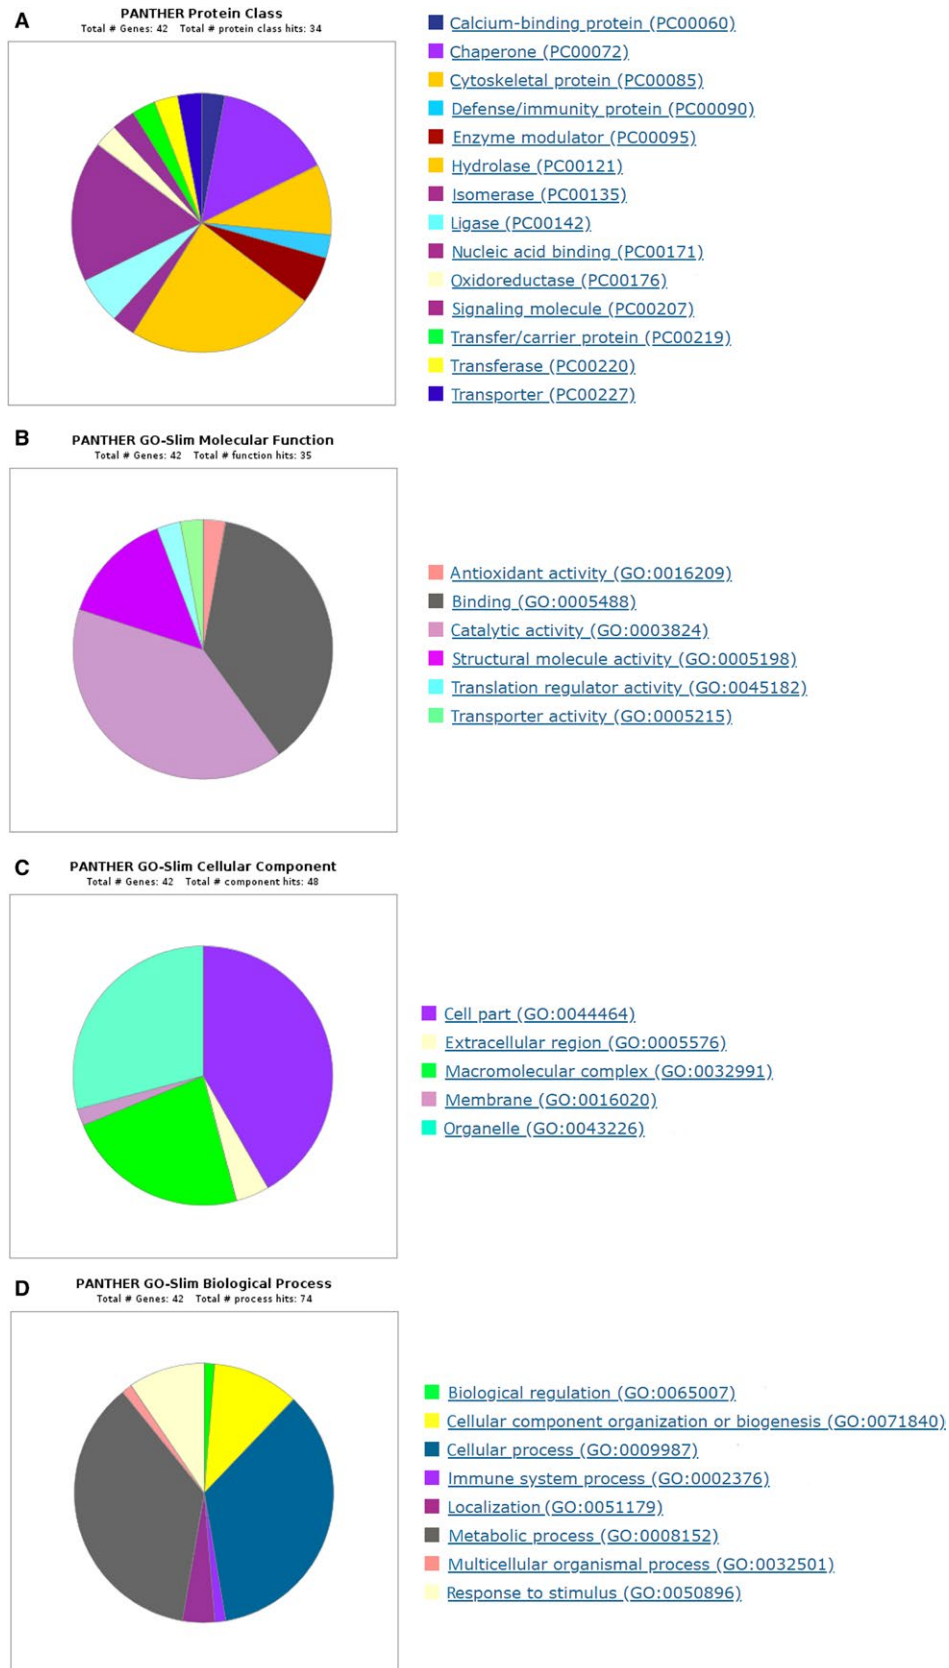 A
PANTHER Protein Class
Total # Genes: 42 Total # protein class hits: 34
Calcium-binding protein (PC00060)
Chaperone (PC00072)
Cytoskeletal protein (PC00085)
Defense/immunity protein (PC00090)
Enzyme modulator (PC00095)
Hydrolase (PC00121)
Isomerase (PC00135)
Ligase (PC00142)
Nucleic acid binding (PC00171)
Oxidoreductase (PC00176)
Signaling molecule (PC00207)
Transfer/carrier protein (PC00219)
Transferase (PC00220)
Transporter (PC00227)
B
PANTHER GO-Slim Molecular Function
Total # Genes: 42 Total # function hits: 35
Antioxidant activity (GO:0016209)
Binding (GO:0005488)
Catalytic activity (GO:0003824)
Structural molecule activity (GO:0005198)
Translation regulator activity (GO:0045182)
Transporter activity (GO:0005215)
C
PANTHER GO-Slim Cellular Component
Total # Genes: 42 Total # component hits: 48
Cell part (GO:0044464)
Extracellular region (GO:0005576)
Macromolecular complex (GO:0032991)
Membrane (GO:0016020)
Organelle (GO:0043226)
D
PANTHER GO-Slim Biological Process
Total # Genes: 42 Total # process hits: 74
Biological regulation (GO:0065007)
Cellular component organization or biogenesis (GO:0071840)
Cellular process (GO:0009987)
Immune system process (GO:0002376)
Localization (GO:0051179)
Metabolic process (GO:0008152)
Multicellular organismal process (GO:0032501)
Response to stimulus (GO:0050896)